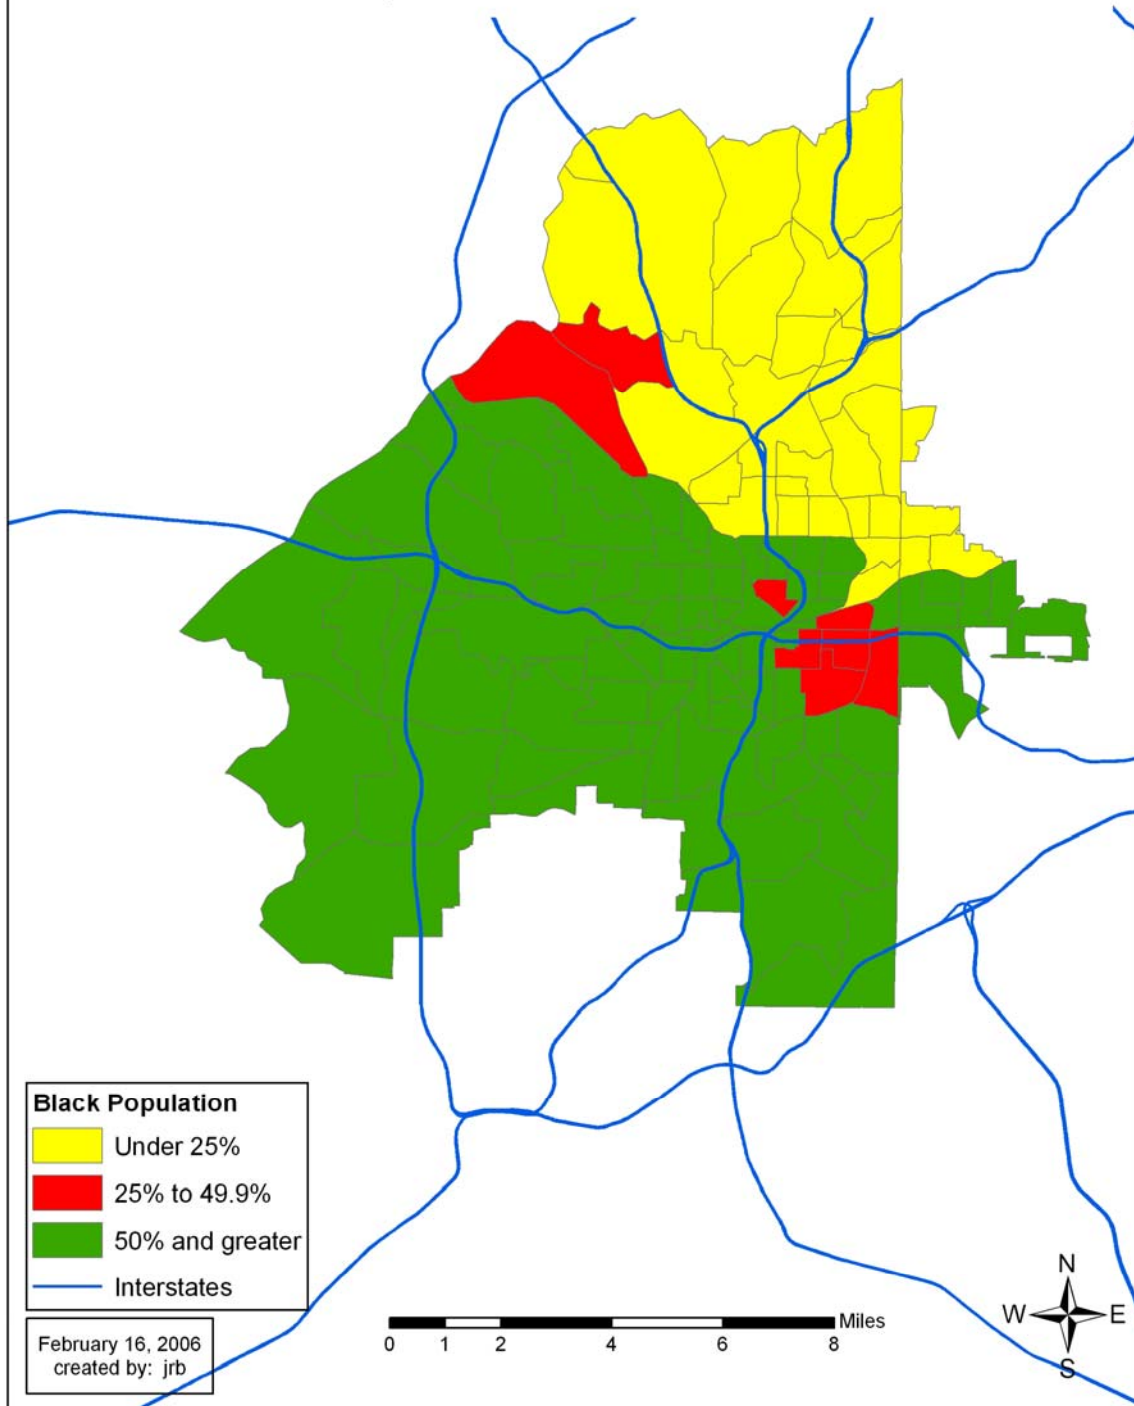 Black Population
Under 25%
25% to 49.9%
50% and greater
Interstates
February 16, 2006
created by: jrb
Miles
0 1 2 4 6 8
N
W E
S